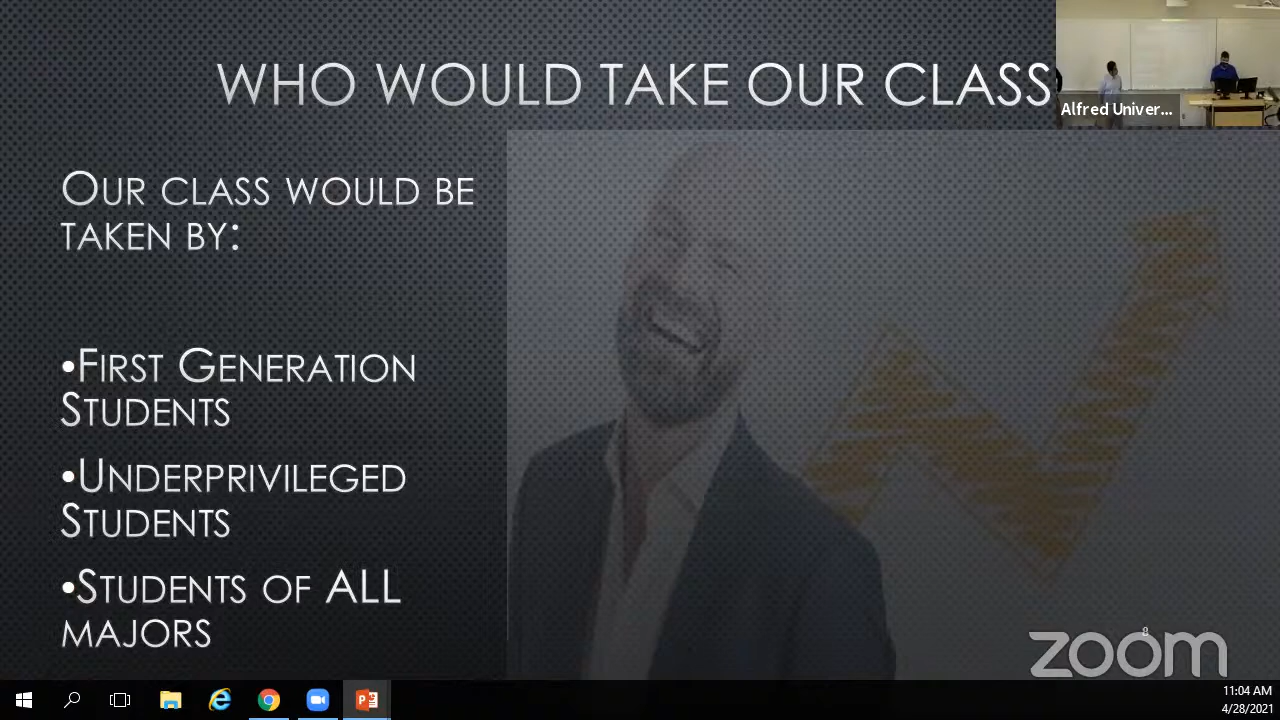 WHO WOULD TAKE OUR CLASS
Alfred Univer...
OUR CLASS WOULD BE
TAKEN BY:
•FIRST GENERATION
STUDENTS
•UNDERPRIVILEGED
STUDENTS
•STUDENTS OF ALL
MAJORS
8
zoom
11:04 AM
4/28/2021